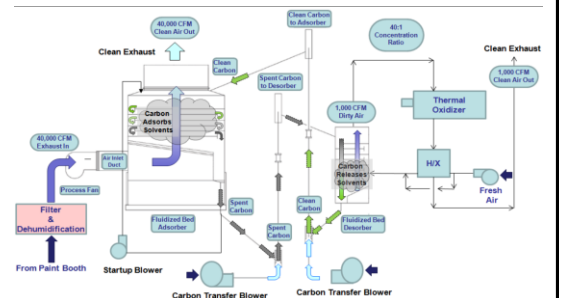 40,000 CFM
Clean Air Out
Clean Exhaust
Clean
Carbon
Clean Carbon
to Adsorber
Spent Carbon
to Desorber
40:1
Concentration
Ratio
Clean Exhaust
1,000 CFM
Clean Air Out
1,000 CFM
Dirty Air
Thermal
Oxidizer
Carbon
Adsorbs
Solvents
40,000 CFM
Exhaust In
Air Inlet
Duct
Process Fan
Filter
&
Dehumidification
From Paint Booth
Startup Blower
Fluidized Bed
Adsorber
Spent
Carbon
Spent
Carbon
Clean
Carbon
Carbon
Releases
Solvents
Fluidized Bed
Desorber
H/X
Fresh
Air
Carbon Transfer Blower
Carbon Transfer Blower